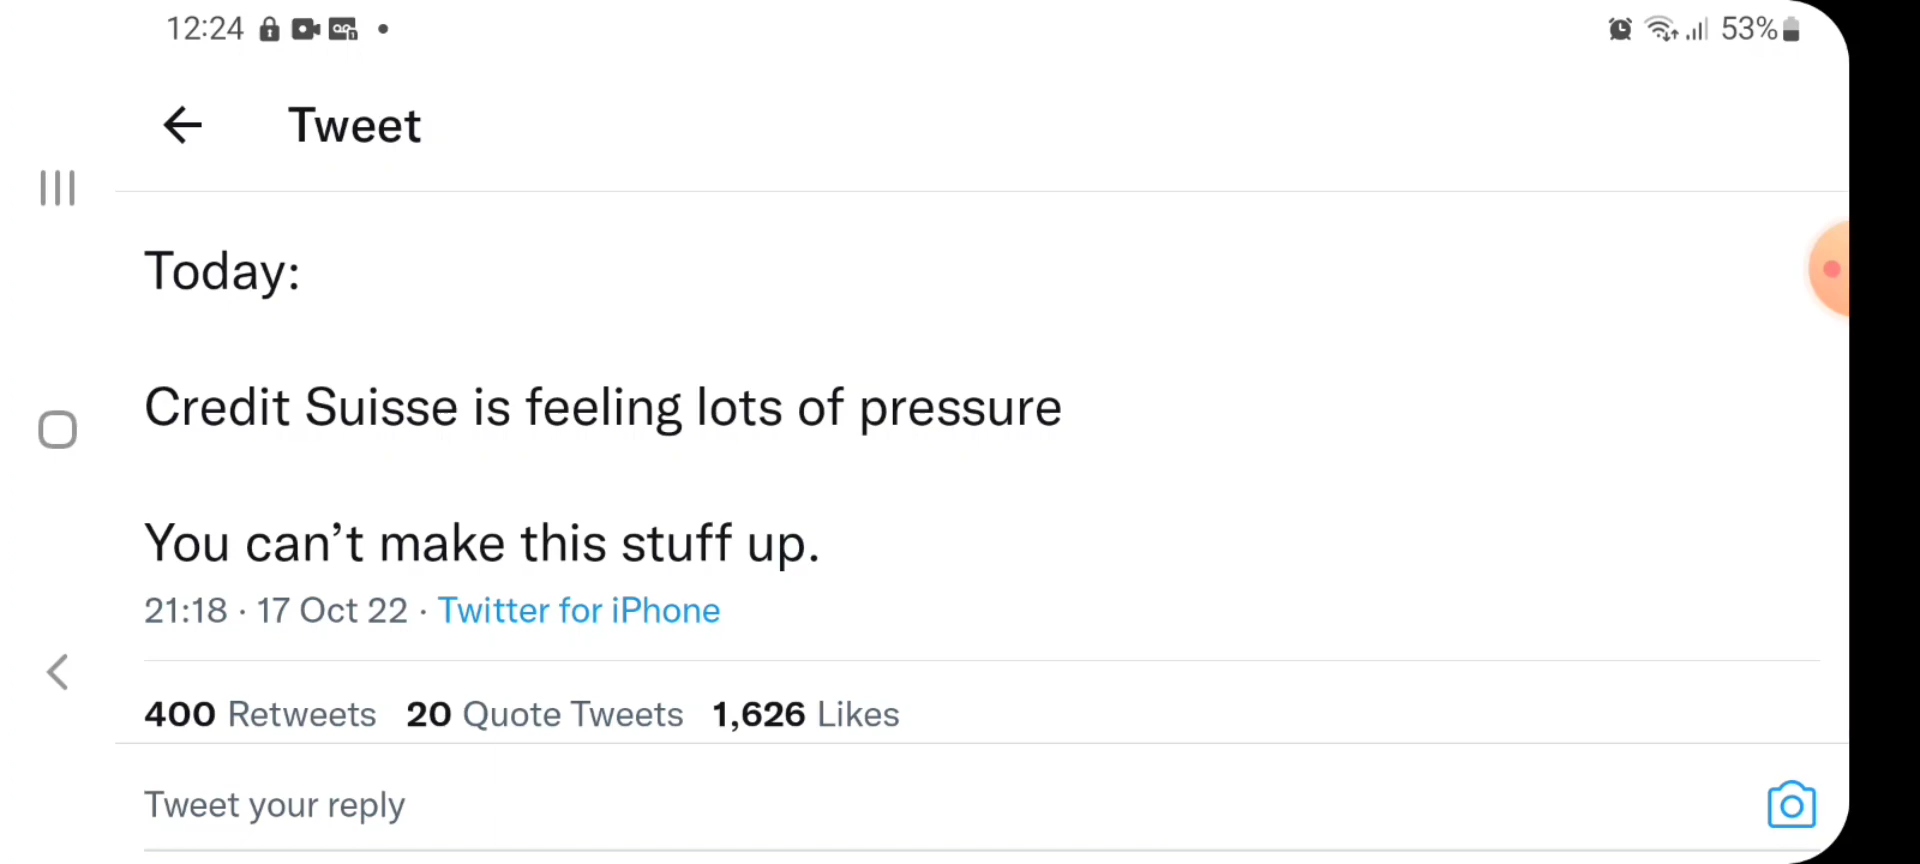 12:24 53%
Tweet
Today:
Credit Suisse is feeling lots of pressure
You can’t make this stuff up.
21:18 · 17 Oct 22 · Twitter for iPhone
400 Retweets 20 Quote Tweets 1,626 Likes
Tweet your reply